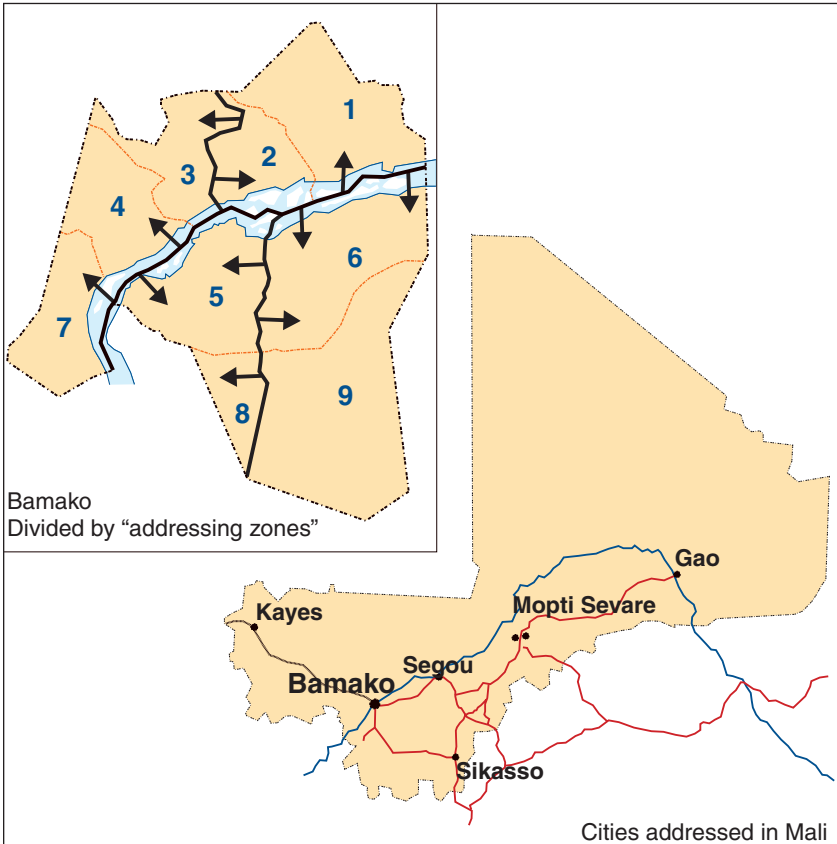 1
2
3
4
6
5
7
8
9
Bamako
Divided by “addressing zones”
Gao
Kayes
Mopti Sevare
Segou
Bamako
Sikasso
Cities addressed in Mali